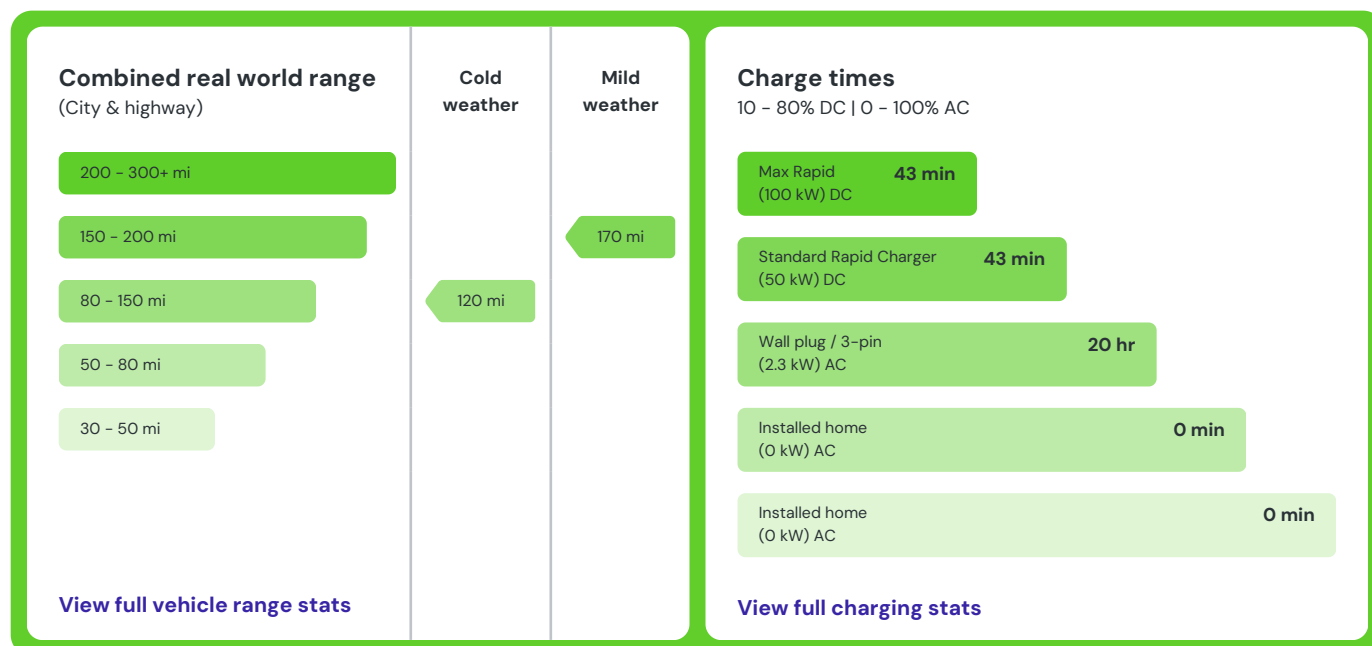 Combined real world range
(City & highway)
Cold
weather
Mild
weather
200 - 300+ mi
150 - 200 mi
170 mi
80 - 150 mi
120 mi
50 - 80 mi
30 - 50 mi
View full vehicle range stats
Charge times
10 - 80% DC | 0 - 100% AC
Max Rapid
(100 kW) DC
43 min
Standard Rapid Charger
(50 kW) DC
43 min
Wall plug / 3-pin
(2.3 kW) AC
20 hr
Installed home
(0 kW) AC
0 min
Installed home
(0 kW) AC
0 min
View full charging stats